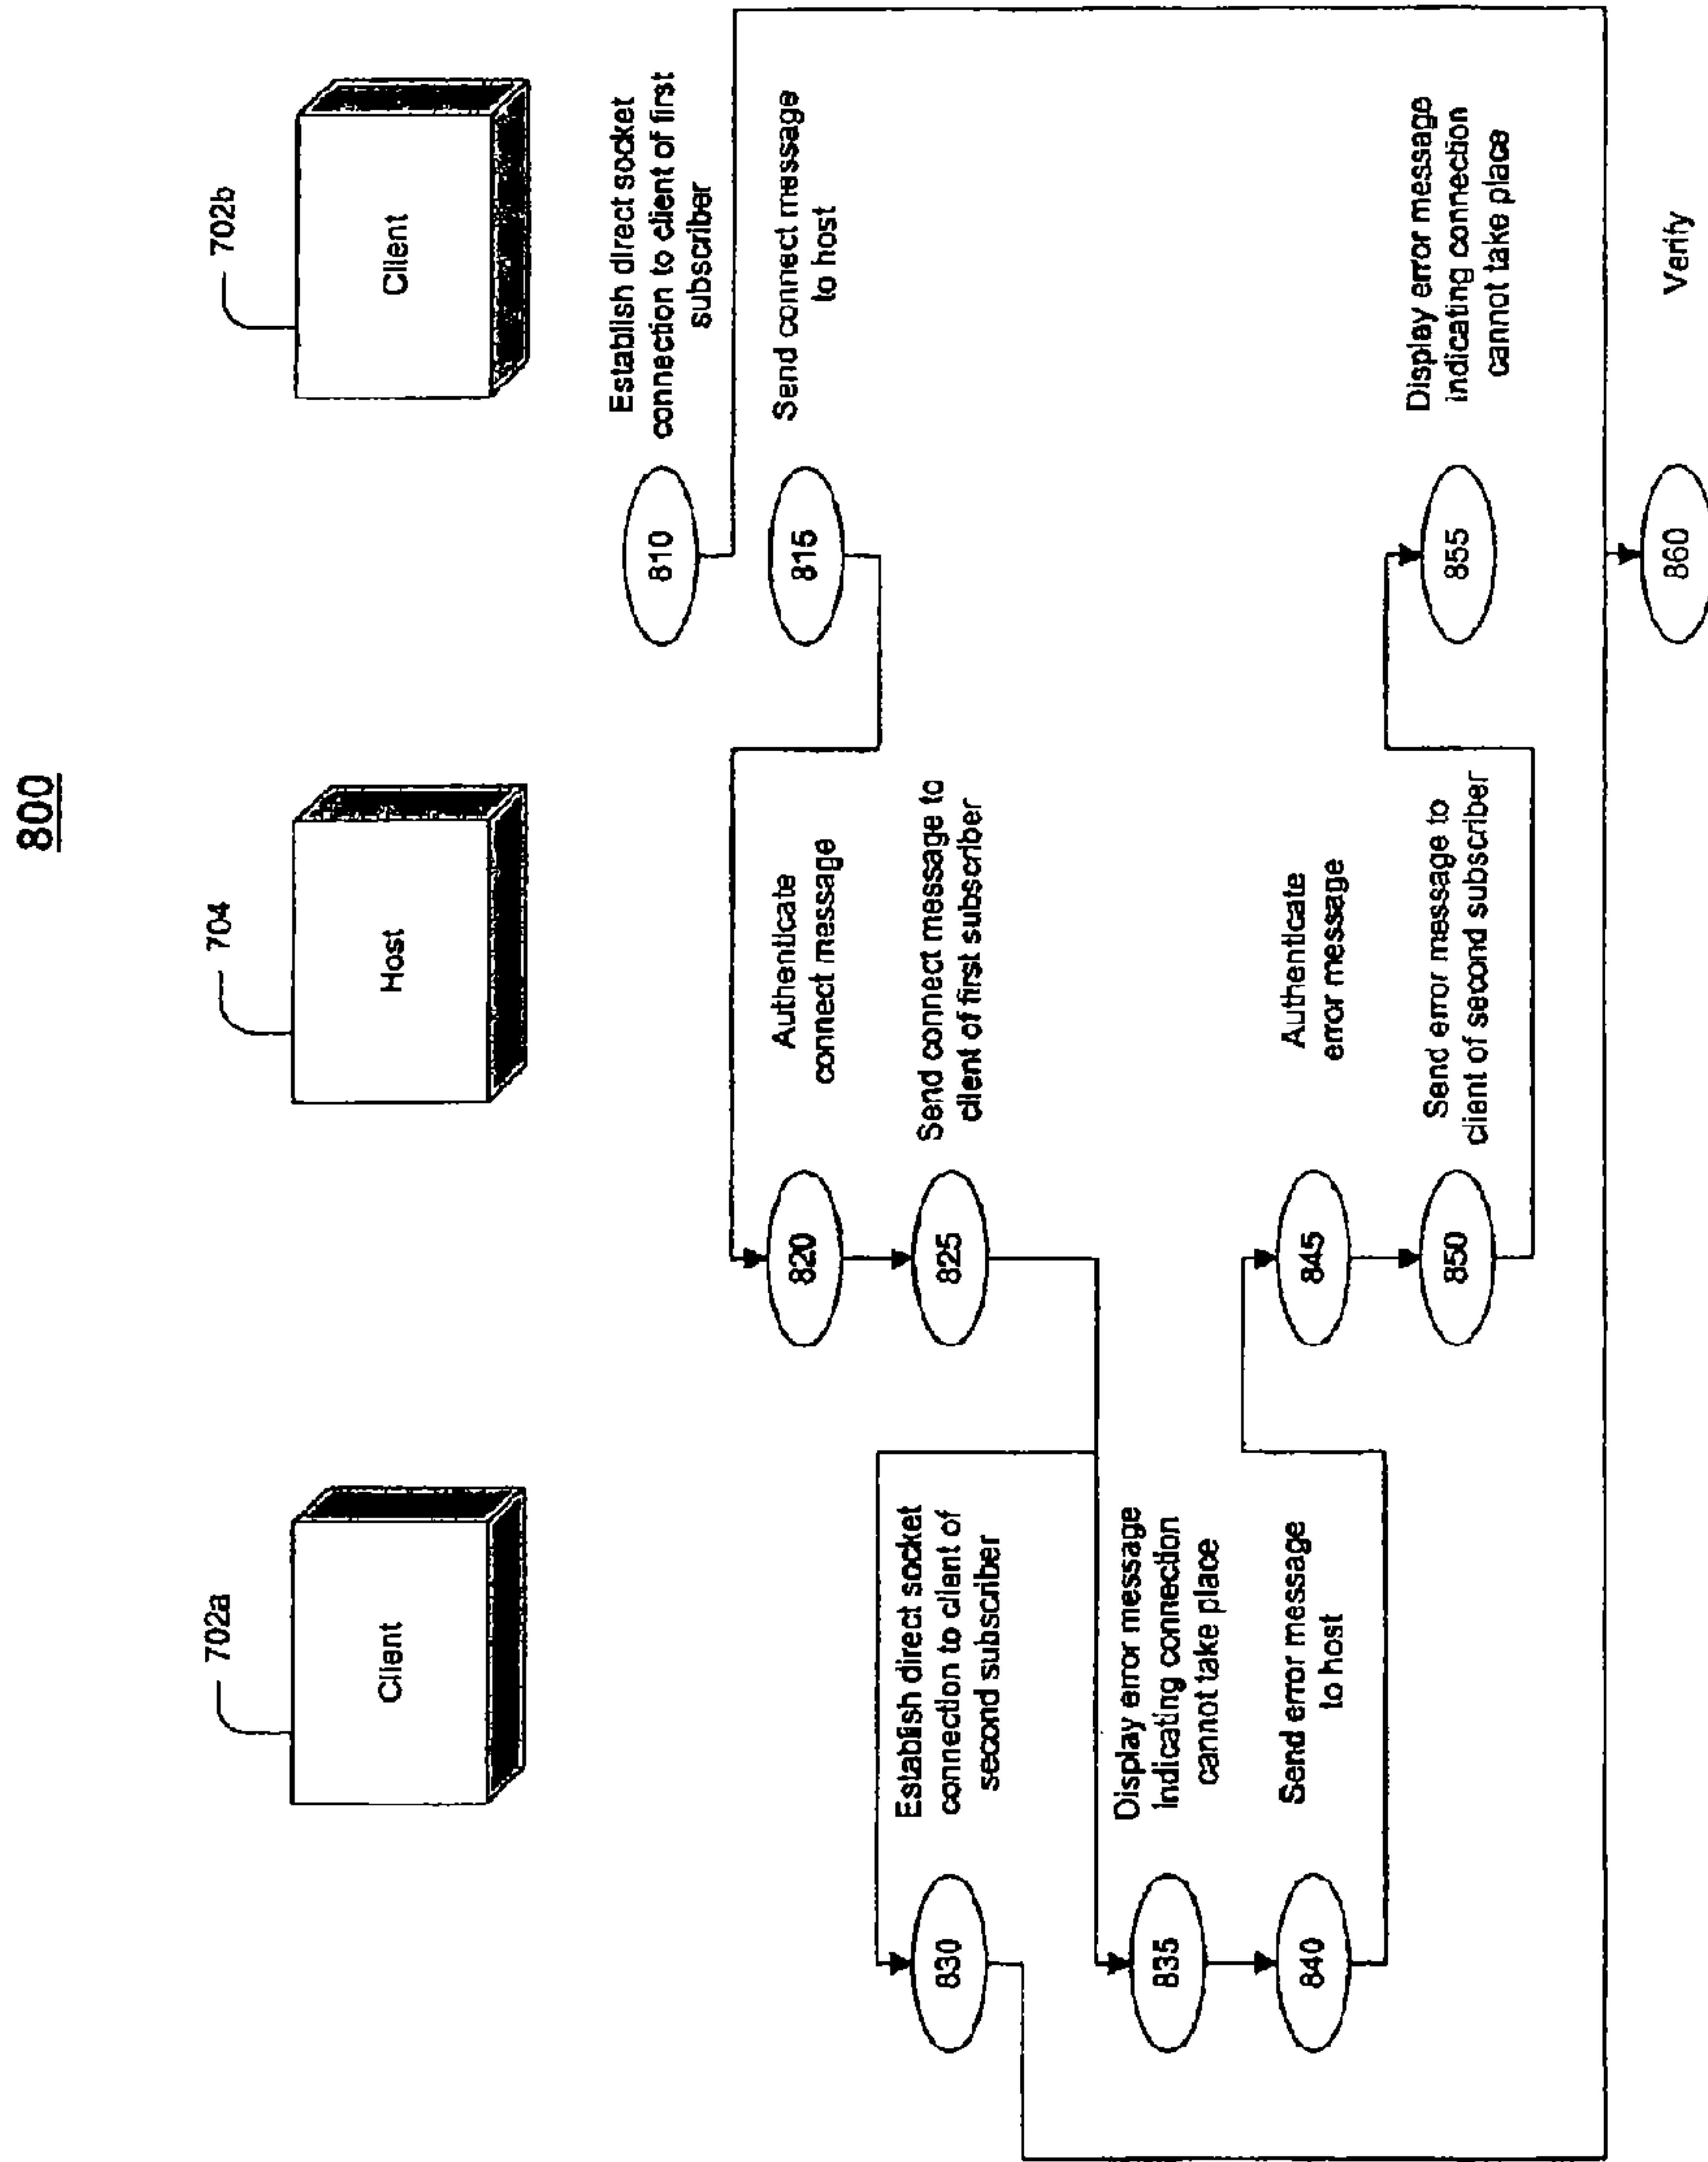 800
702a
Client
704
Host
702b
Client
810
Establish direct socket
connection to client of first
subscriber
815
Send connect message
to host
820
Authenticate
connect message
825
Send connect message to
client of first subscriber
830
Establish direct socket
connection to client of
second subscriber
835
Display error message
indicating connection
cannot take place
840
Send error message
to host
845
Authenticate
error message
850
Send error message to
client of second subscriber
855
Display error message
indicating connection
cannot take place
860
Verify